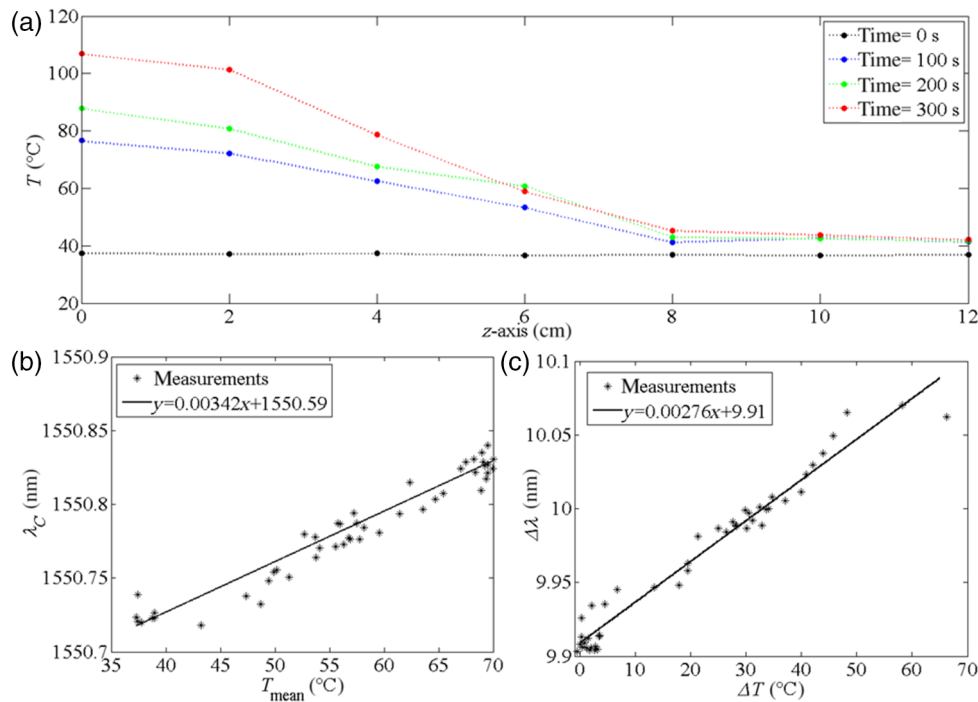 (a)
120
100
80
60
40
20
T (°C)
Time= 0 s
Time= 100 s
Time= 200 s
Time= 300 s
0 2 4 6 8 10 12
z-axis (cm)
(b)
1550.9
1550.85
1550.8
1550.75
1550.7
λC (nm)
Measurements
y=0.00342x+1550.59
35 40 45 50 55 60 65 70
Tmean (°C)
(c)
10.1
10.05
10
9.95
9.90
Δλ (nm)
Measurements
y=0.00276x+9.91
0 10 20 30 40 50 60 70
ΔT (°C)